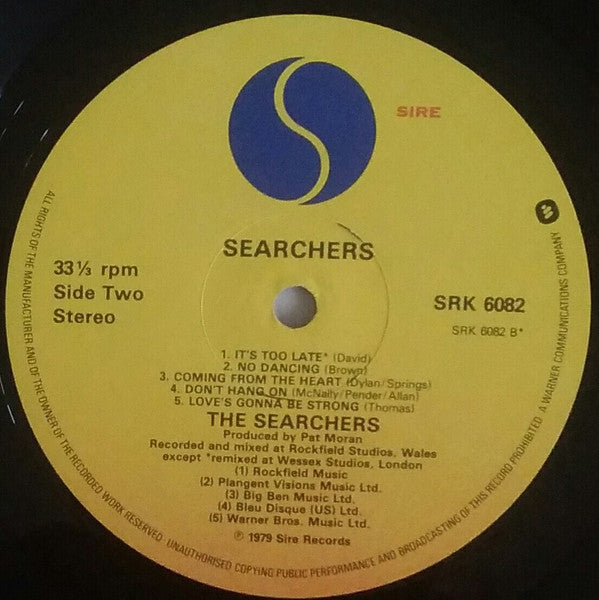 SIRE
SEARCHERS
33 ⅓ rpm
Side Two
Stereo
SRK 6082
SRK 6082 B*
1. IT'S TOO LATE* (David)
2. NO DANCING (Brown)
3. COMING FROM THE HEART (Dylan/Springs)
4. DON'T HANG ON (McNally/Pender/Allan)
5. LOVE'S GONNA BE STRONG (Thomas)
THE SEARCHERS
Produced by Pat Moran
Recorded and mixed at Rockfield Studios, Wales
except *remixed at Wessex Studios, London
(1) Rockfield Music
(2) Plangent Visions Music Ltd.
(3) Big Ben Music Ltd.
(4) Bleu Disque (US) Ltd.
(5) Warner Bros. Music Ltd.
℗ 1979 Sire Records
ALL RIGHTS OF THE MANUFACTURER AND OF THE OWNER OF THE RECORDED WORK RESERVED. UNAUTHORISED COPYING PUBLIC PERFORMANCE AND BROADCASTING OF THIS RECORD PROHIBITED. A WARNER COMMUNICATIONS COMPANY